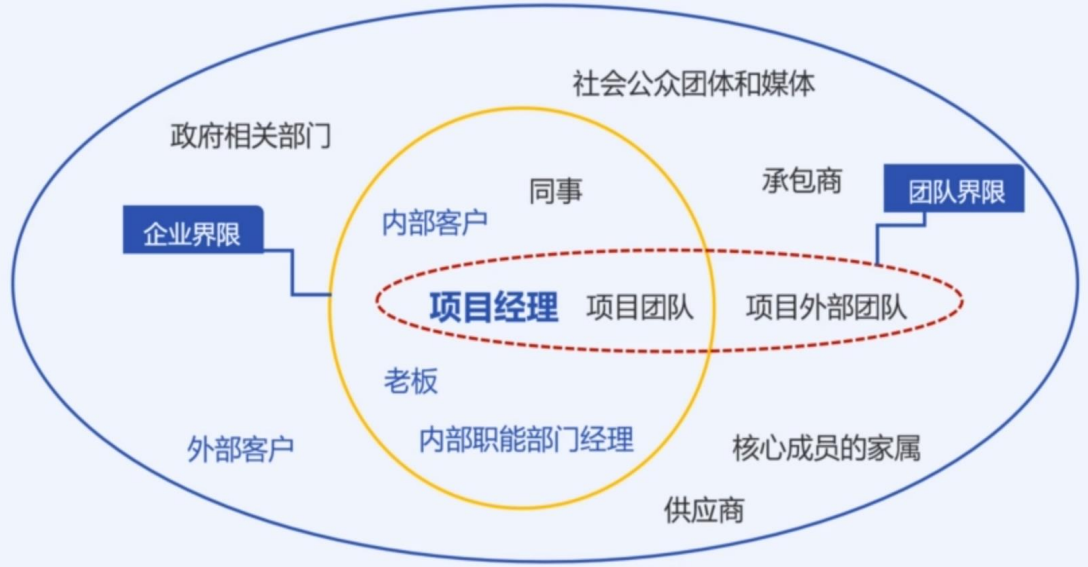 社会公众团体和媒体
政府相关部门
承包商
同事
团队界限
内部客户
企业界限
项目经理 项目团队 项目外部团队
老板
内部职能部门经理
外部客户
核心成员的家属
供应商